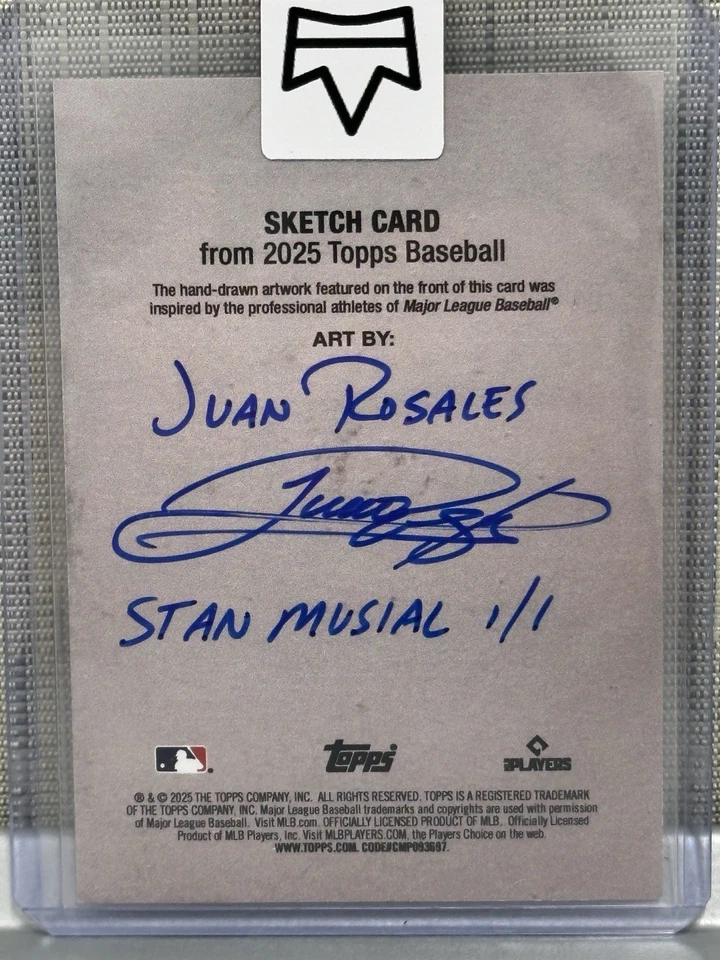 SKETCH CARD
from 2025 Topps Baseball
The hand-drawn artwork featured on the front of this card was
inspired by the professional athletes of Major League Baseball®
ART BY:
JUAN ROSALES
STAN MUSIAL 1/1
topps
PLAYERS
® & © 2025 THE TOPPS COMPANY, INC. ALL RIGHTS RESERVED. TOPPS IS A REGISTERED TRADEMARK
OF THE TOPPS COMPANY, INC. Major League Baseball trademarks and copyrights are used with permission
of Major League Baseball. Visit MLB.com. OFFICIALLY LICENSED PRODUCT OF MLB. Officially Licensed
Product of MLB Players, Inc. Visit MLBPLAYERS.COM, the Players Choice on the web.
WWW.TOPPS.COM. CODE#CMP093697.